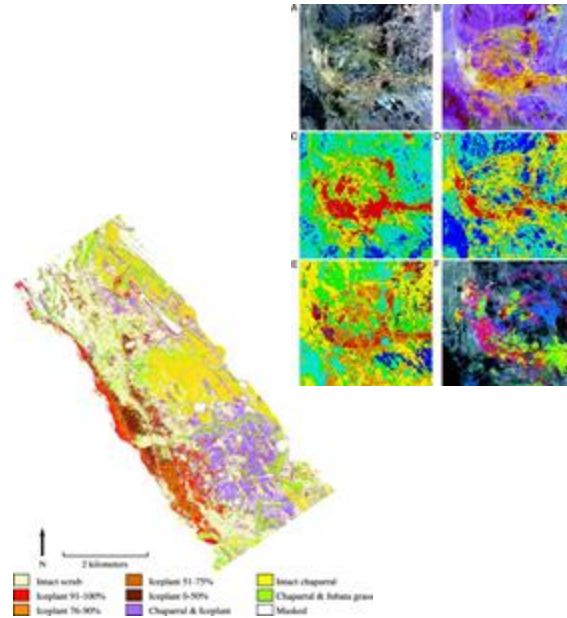 A B
C D
E F
N
2 kilometers
Intact scrub Iceplant 51-75% Intact chaparral
Iceplant 91-100% Iceplant 0-50% Chaparral & Jubata grass
Iceplant 76-90% Chaparral & Iceplant Masked